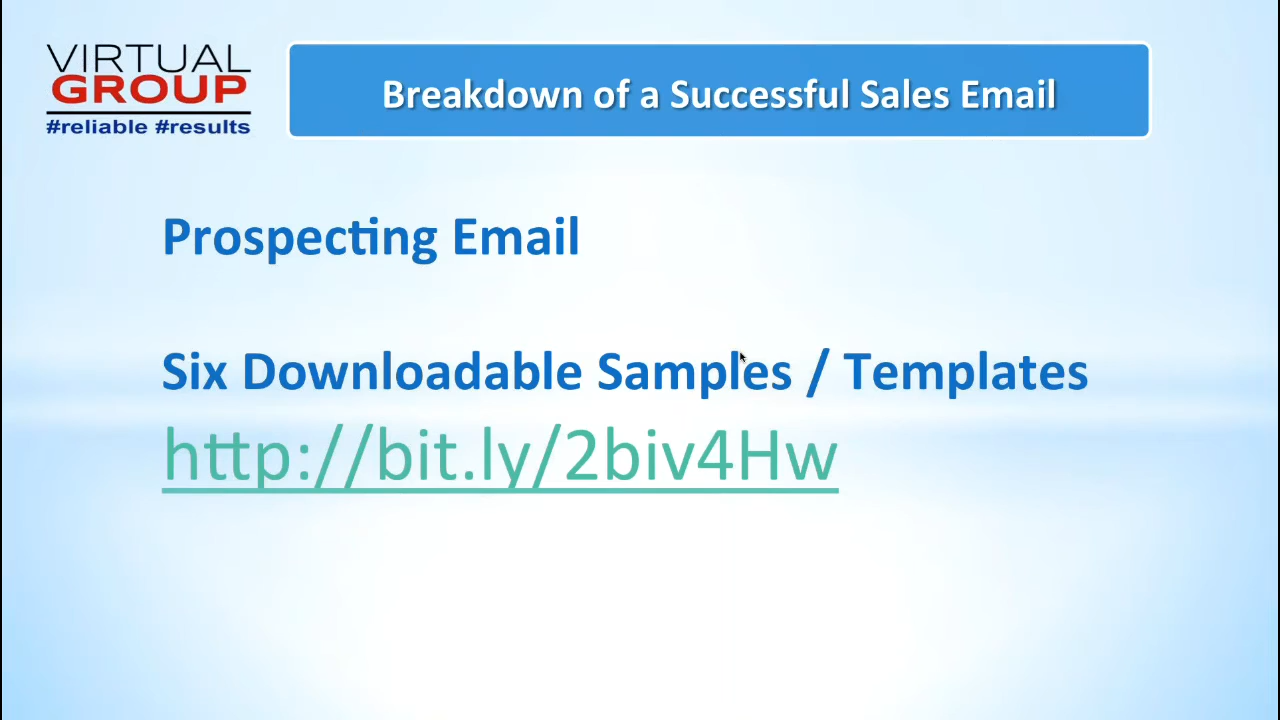 VIRTUAL
GROUP
#reliable #results
Breakdown of a Successful Sales Email
Prospecting Email
Six Downloadable Samples / Templates
http://bit.ly/2biv4Hw